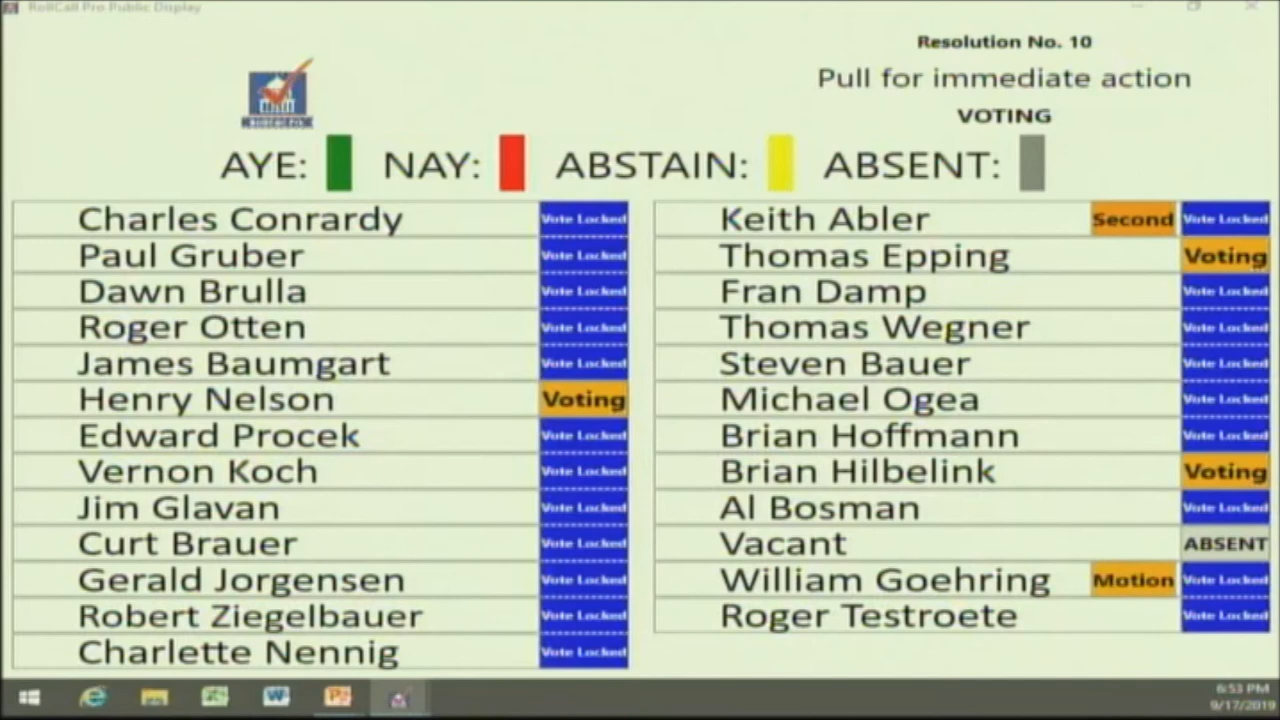 RollCall Pro Public Display
Resolution No. 10
Pull for immediate action
VOTING
AYE: NAY: ABSTAIN: ABSENT:
Charles Conrardy Vote Locked
Paul Gruber Vote Locked
Dawn Brulla Vote Locked
Roger Otten Vote Locked
James Baumgart Vote Locked
Henry Nelson Voting
Edward Procek Vote Locked
Vernon Koch Vote Locked
Jim Glavan Vote Locked
Curt Brauer Vote Locked
Gerald Jorgensen Vote Locked
Robert Ziegelbauer Vote Locked
Charlette Nennig Vote Locked
Keith Abler Second Vote Locked
Thomas Epping Voting
Fran Damp Vote Locked
Thomas Wegner Vote Locked
Steven Bauer Vote Locked
Michael Ogea Vote Locked
Brian Hoffmann Vote Locked
Brian Hilbelink Voting
Al Bosman Vote Locked
Vacant ABSENT
William Goehring Motion Vote Locked
Roger Testroete Vote Locked
6:53 PM
9/17/2019